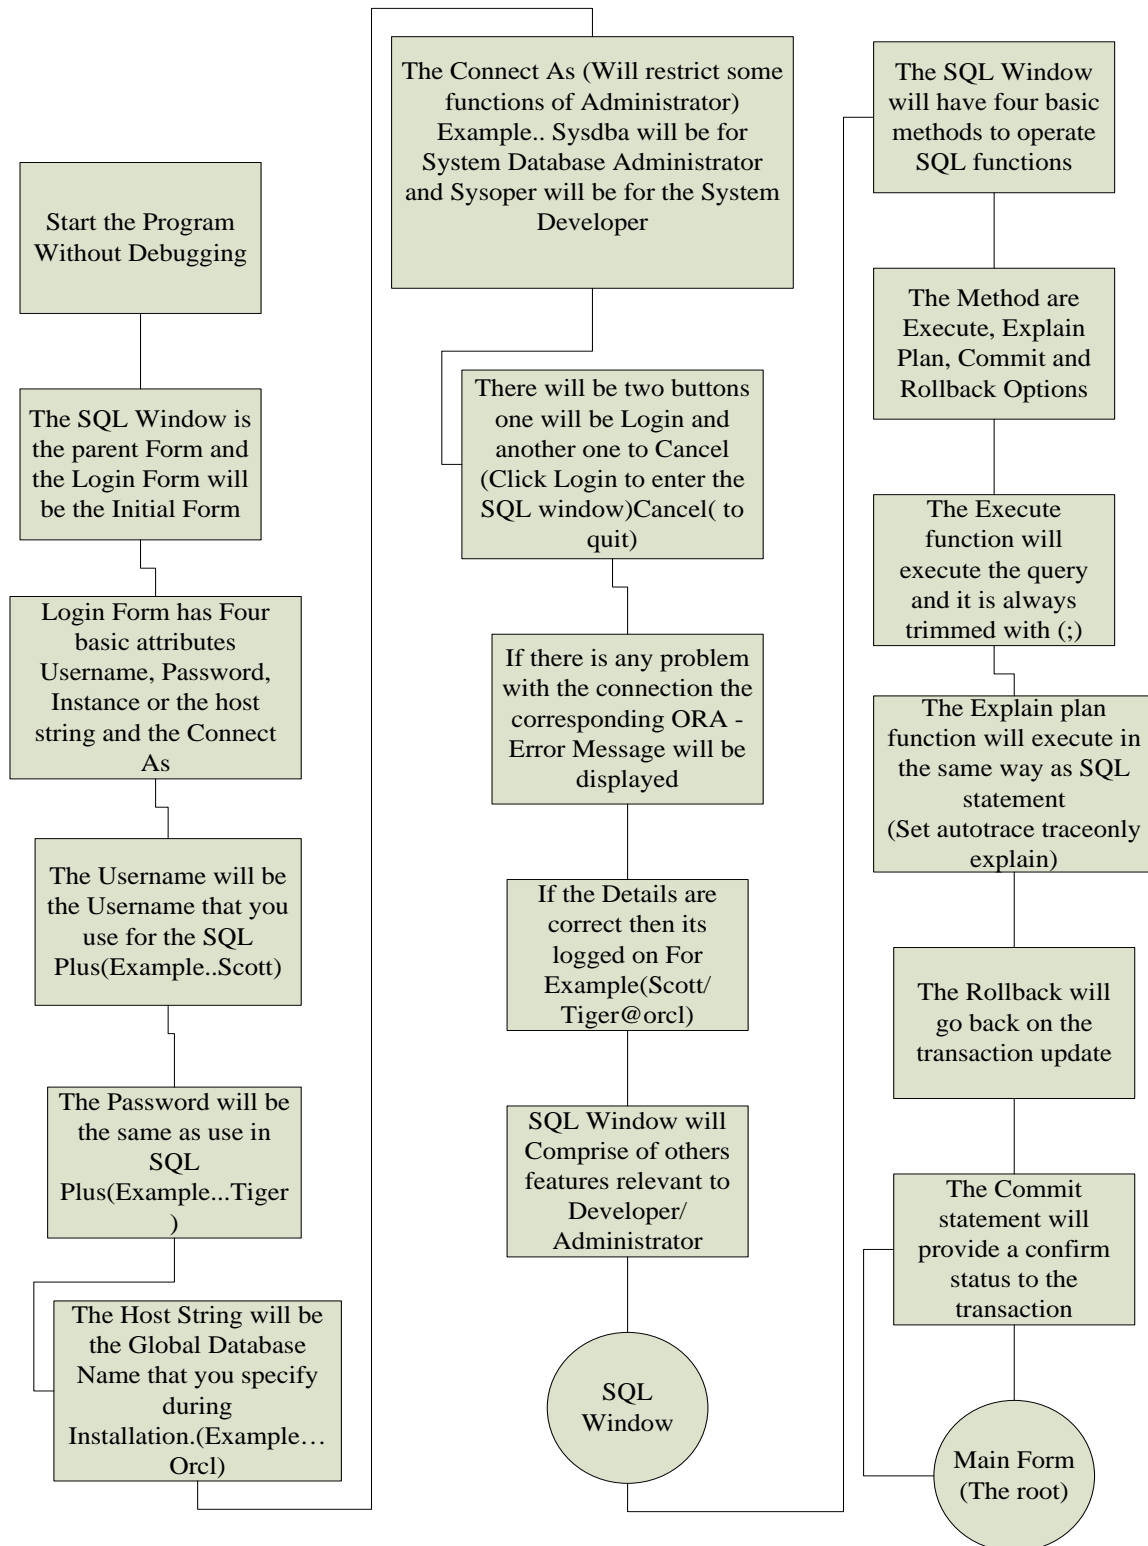 Start the Program
Without Debugging
The SQL Window is
the parent Form and
the Login Form will
be the Initial Form
Login Form has Four
basic attributes
Username, Password,
Instance or the host
string and the Connect
As
The Username will be
the Username that you
use for the SQL
Plus(Example..Scott)
The Password will be
the same as use in
SQL
Plus(Example...Tiger
)
The Host String will be
the Global Database
Name that you specify
during
Installation.(Example…
Orcl)
The Connect As (Will restrict some
functions of Administrator)
Example.. Sysdba will be for
System Database Administrator
and Sysoper will be for the System
Developer
There will be two buttons
one will be Login and
another one to Cancel
(Click Login to enter the
SQL window)Cancel( to
quit)
If there is any problem
with the connection the
corresponding ORA -
Error Message will be
displayed
If the Details are
correct then its
logged on For
Example(Scott/
Tiger@orcl)
SQL Window will
Comprise of others
features relevant to
Developer/
Administrator
SQL
Window
The SQL Window
will have four basic
methods to operate
SQL functions
The Method are
Execute, Explain
Plan, Commit and
Rollback Options
The Execute
function will
execute the query
and it is always
trimmed with (;)
The Explain plan
function will execute in
the same way as SQL
statement
(Set autotrace traceonly
explain)
The Rollback will
go back on the
transaction update
The Commit
statement will
provide a confirm
status to the
transaction
Main Form
(The root)